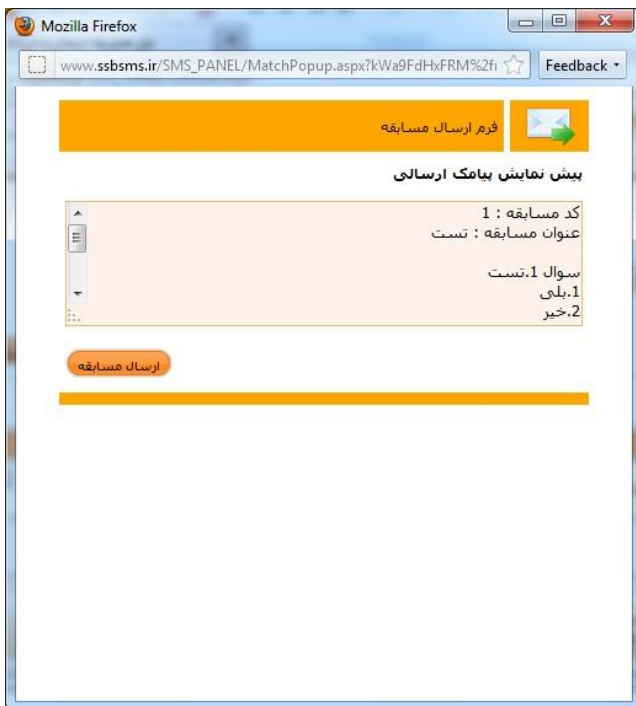 Mozilla Firefox
www.ssbsms.ir/SMS_PANEL/MatchPopup.aspx?kWa9FdHxFRM%2fi
Feedback
فرم ارسال مسابقه
پیش نمایش پیامک ارسالی
کد مسابقه : 1
عنوان مسابقه : تست
سوال 1.تست
1.بلی
2.خیر
ارسال مسابقه